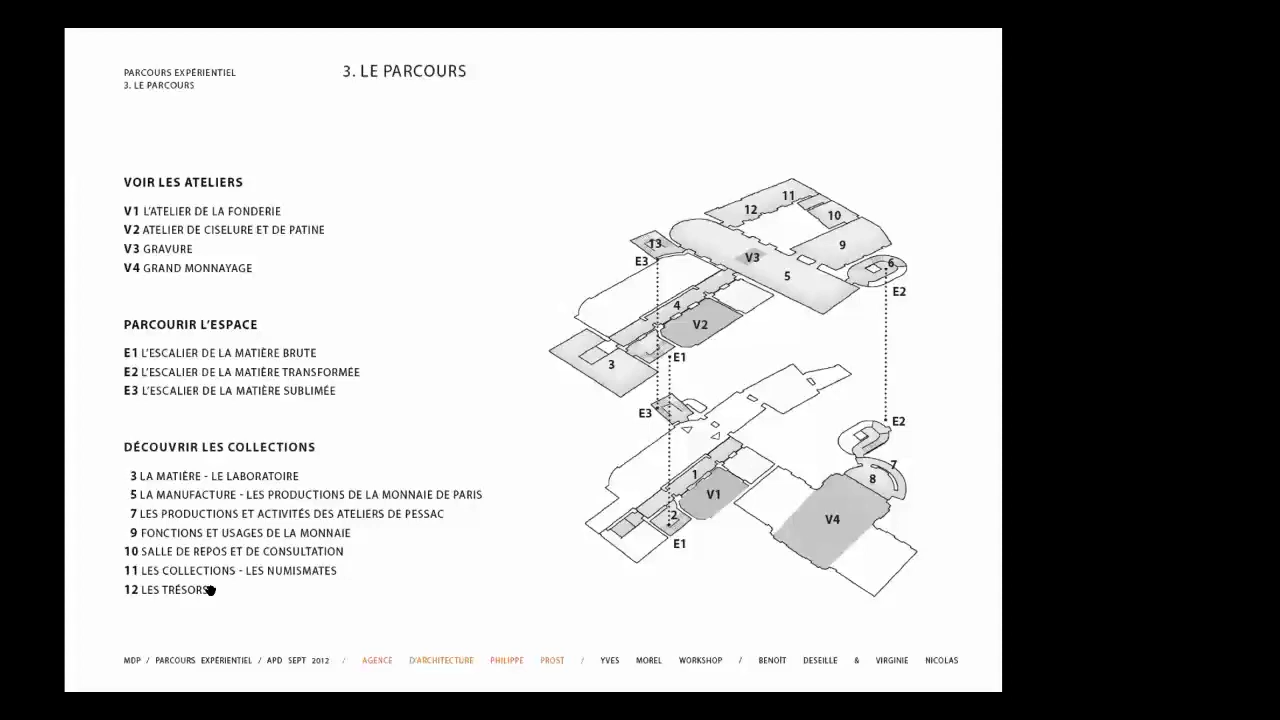 PARCOURS EXPÉRIENTIEL
3. LE PARCOURS
3. LE PARCOURS
VOIR LES ATELIERS
V1 L'ATELIER DE LA FONDERIE
V2 ATELIER DE CISELURE ET DE PATINE
V3 GRAVURE
V4 GRAND MONNAYAGE
PARCOURIR L'ESPACE
E1 L'ESCALIER DE LA MATIÈRE BRUTE
E2 L'ESCALIER DE LA MATIÈRE TRANSFORMÉE
E3 L'ESCALIER DE LA MATIÈRE SUBLIMÉE
DÉCOUVRIR LES COLLECTIONS
3 LA MATIÈRE - LE LABORATOIRE
5 LA MANUFACTURE - LES PRODUCTIONS DE LA MONNAIE DE PARIS
7 LES PRODUCTIONS ET ACTIVITÉS DES ATELIERS DE PESSAC
9 FONCTIONS ET USAGES DE LA MONNAIE
10 SALLE DE REPOS ET DE CONSULTATION
11 LES COLLECTIONS - LES NUMISMATES
12 LES TRÉSORS
11
12
10
13
9
V3
E3
6
5
E2
4
V2
E1
3
E3
E2
7
1
8
V1
2
V4
E1
MDP / PARCOURS EXPÉRIENTIEL / APD SEPT 2012 / AGENCE D'ARCHITECTURE PHILIPPE PROST / YVES MOREL WORKSHOP / BENOÎT DESEILLE & VIRGINIE NICOLAS